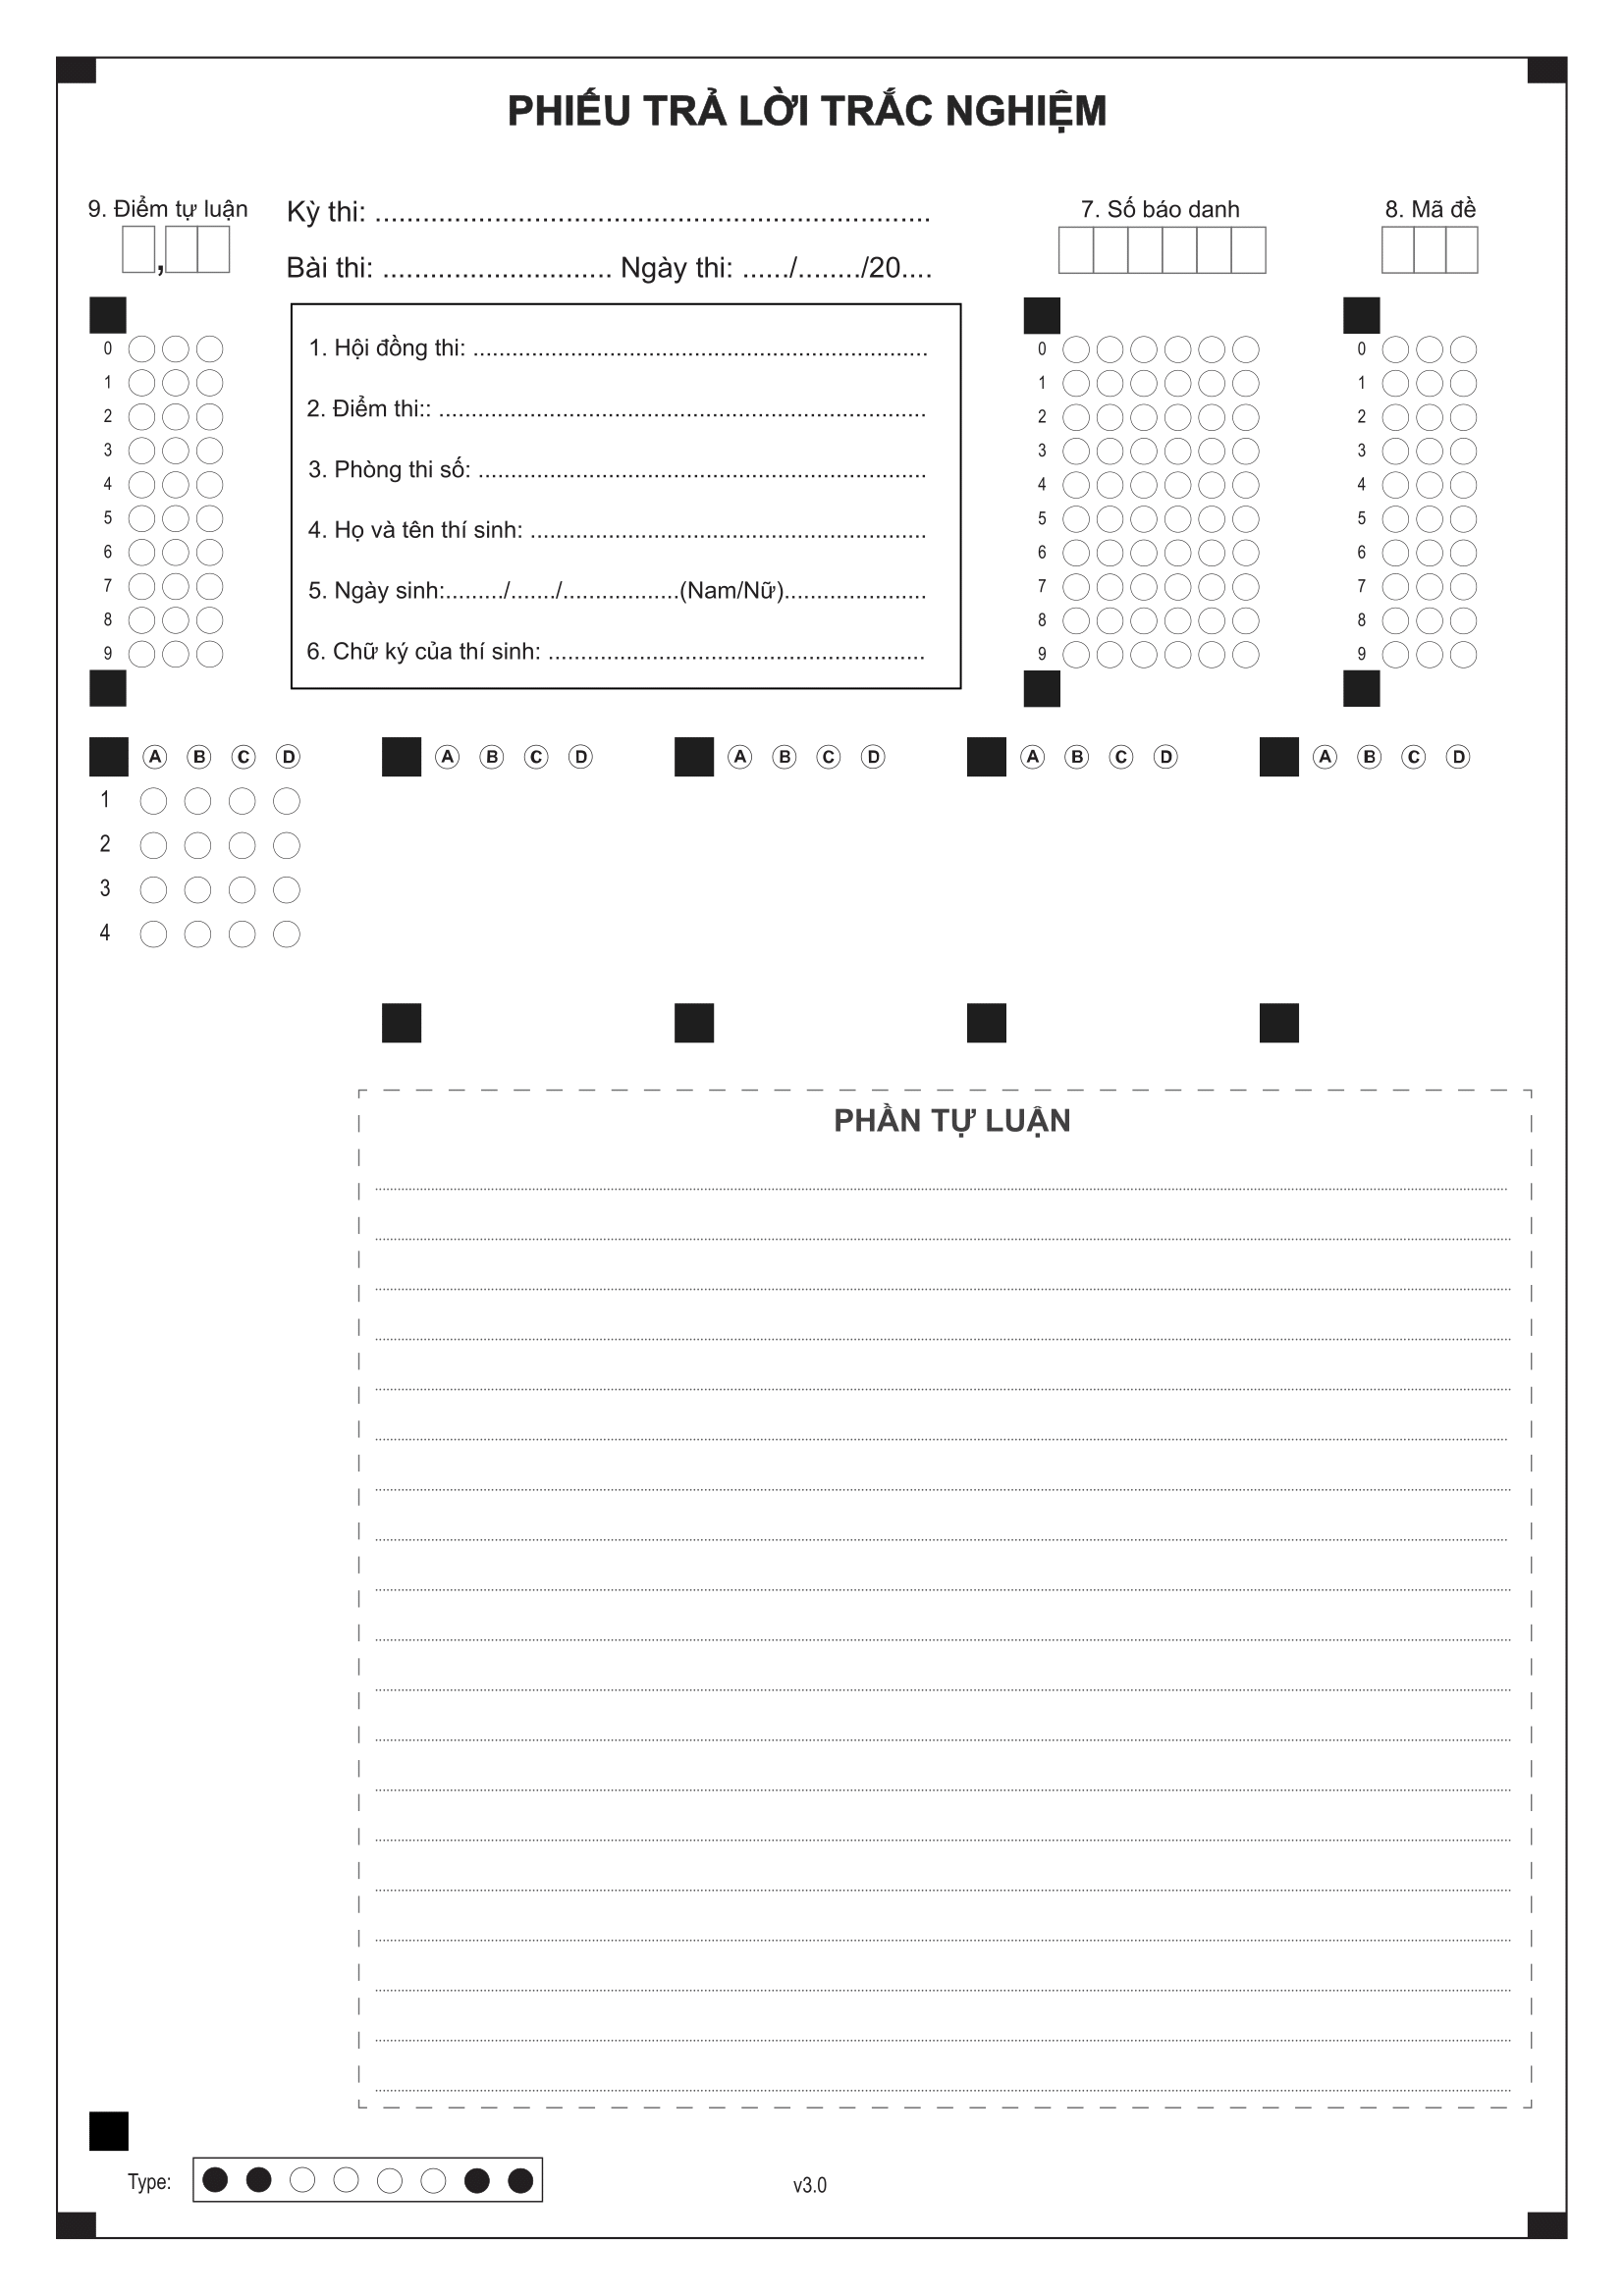 PHIẾU TRẢ LỜI TRẮC NGHIỆM
9. Điểm tự luận
,
Kỳ thi: ......................................................................
Bài thi: ............................. Ngày thi: ....../......../20....
7. Số báo danh
8. Mã đề
0
1
2
3
4
5
6
7
8
9
1. Hội đồng thi: ......................................................................
2. Điểm thi:: ...........................................................................
3. Phòng thi số: .....................................................................
4. Họ và tên thí sinh: .............................................................
5. Ngày sinh:........./......./..................(Nam/Nữ)......................
6. Chữ ký của thí sinh: ..........................................................
0
1
2
3
4
5
6
7
8
9
0
1
2
3
4
5
6
7
8
9
A B C D A B C D A B C D A B C D A B C D
1
2
3
4
PHẦN TỰ LUẬN
Type:
v3.0